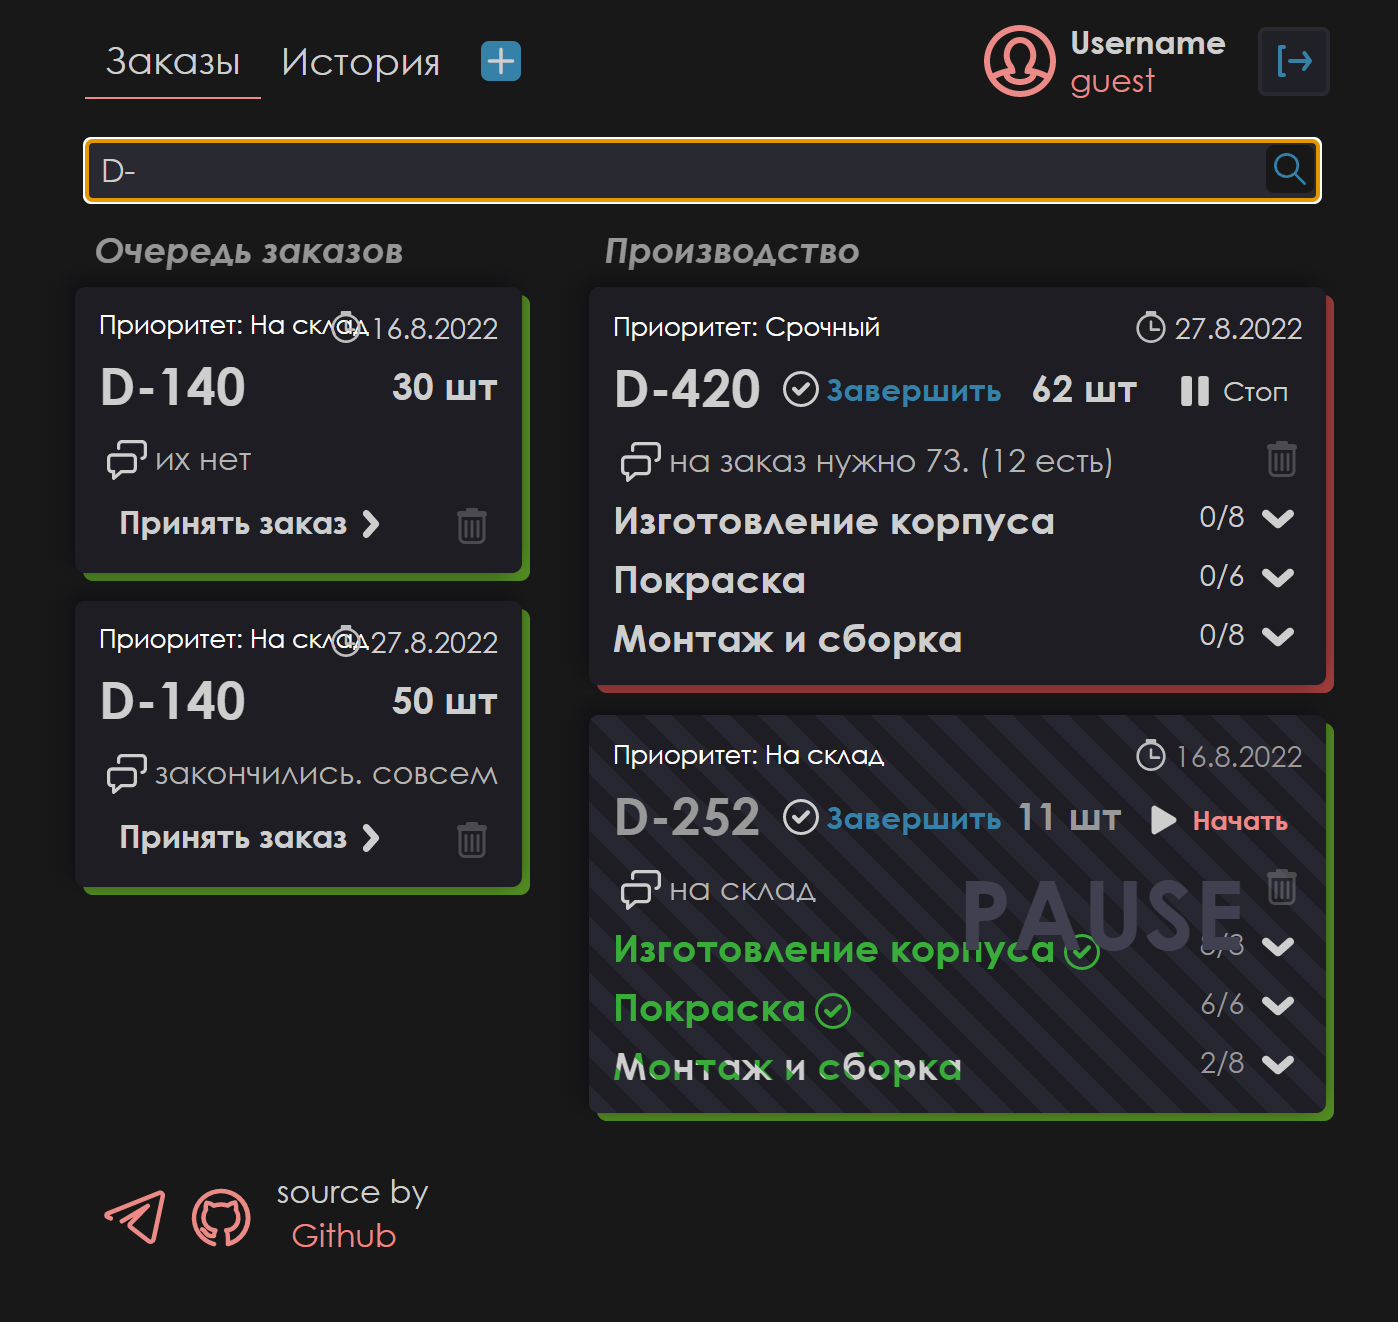 Заказы
История
Username
guest
D-
Очередь заказов
Приоритет: На склад 16.8.2022
D-140 30 шт
их нет
Принять заказ
Приоритет: На склад 27.8.2022
D-140 50 шт
закончились. совсем
Принять заказ
Производство
Приоритет: Срочный 27.8.2022
D-420 Завершить 62 шт Стоп
на заказ нужно 73. (12 есть)
Изготовление корпуса 0/8
Покраска 0/6
Монтаж и сборка 0/8
Приоритет: На склад 16.8.2022
D-252 Завершить 11 шт Начать
на склад
PAUSE
Изготовление корпуса
Покраска 6/6
Монтаж и сборка 2/8
source by
Github